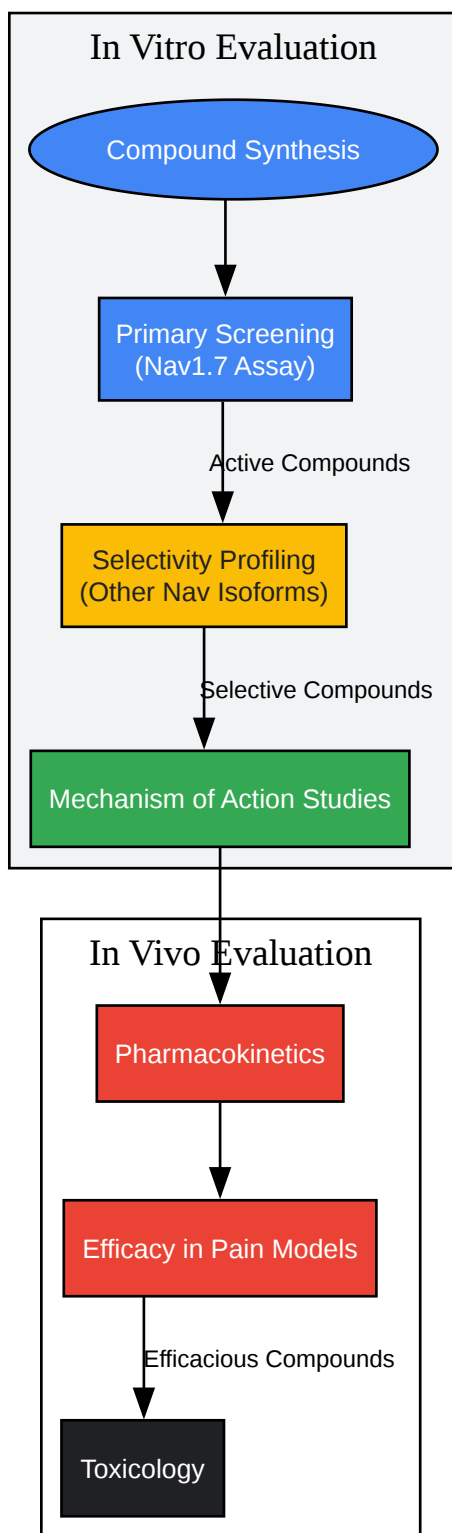 In Vitro Evaluation
Compound Synthesis
Primary Screening
(Nav1.7 Assay)
Active Compounds
Selectivity Profiling
(Other Nav Isoforms)
Selective Compounds
Mechanism of Action Studies
In Vivo Evaluation
Pharmacokinetics
Efficacy in Pain Models
Efficacious Compounds
Toxicology